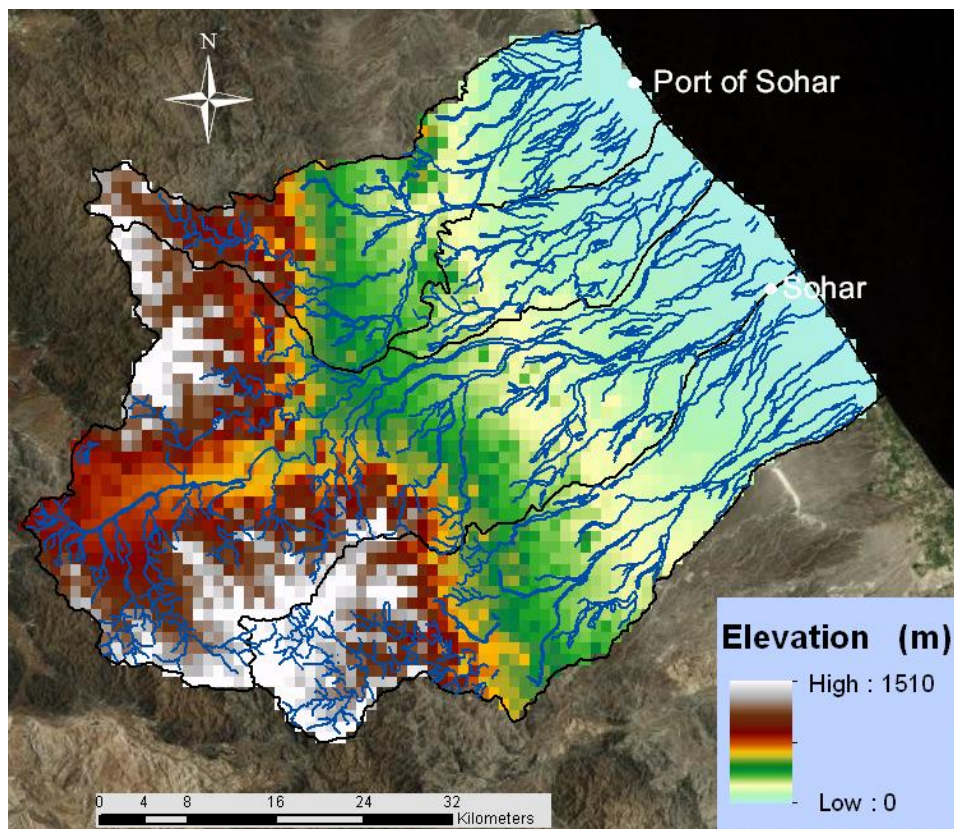 N
Port of Sohar
Sohar
Elevation (m)
High : 1510
Low : 0
0 4 8 16 24 32
Kilometers